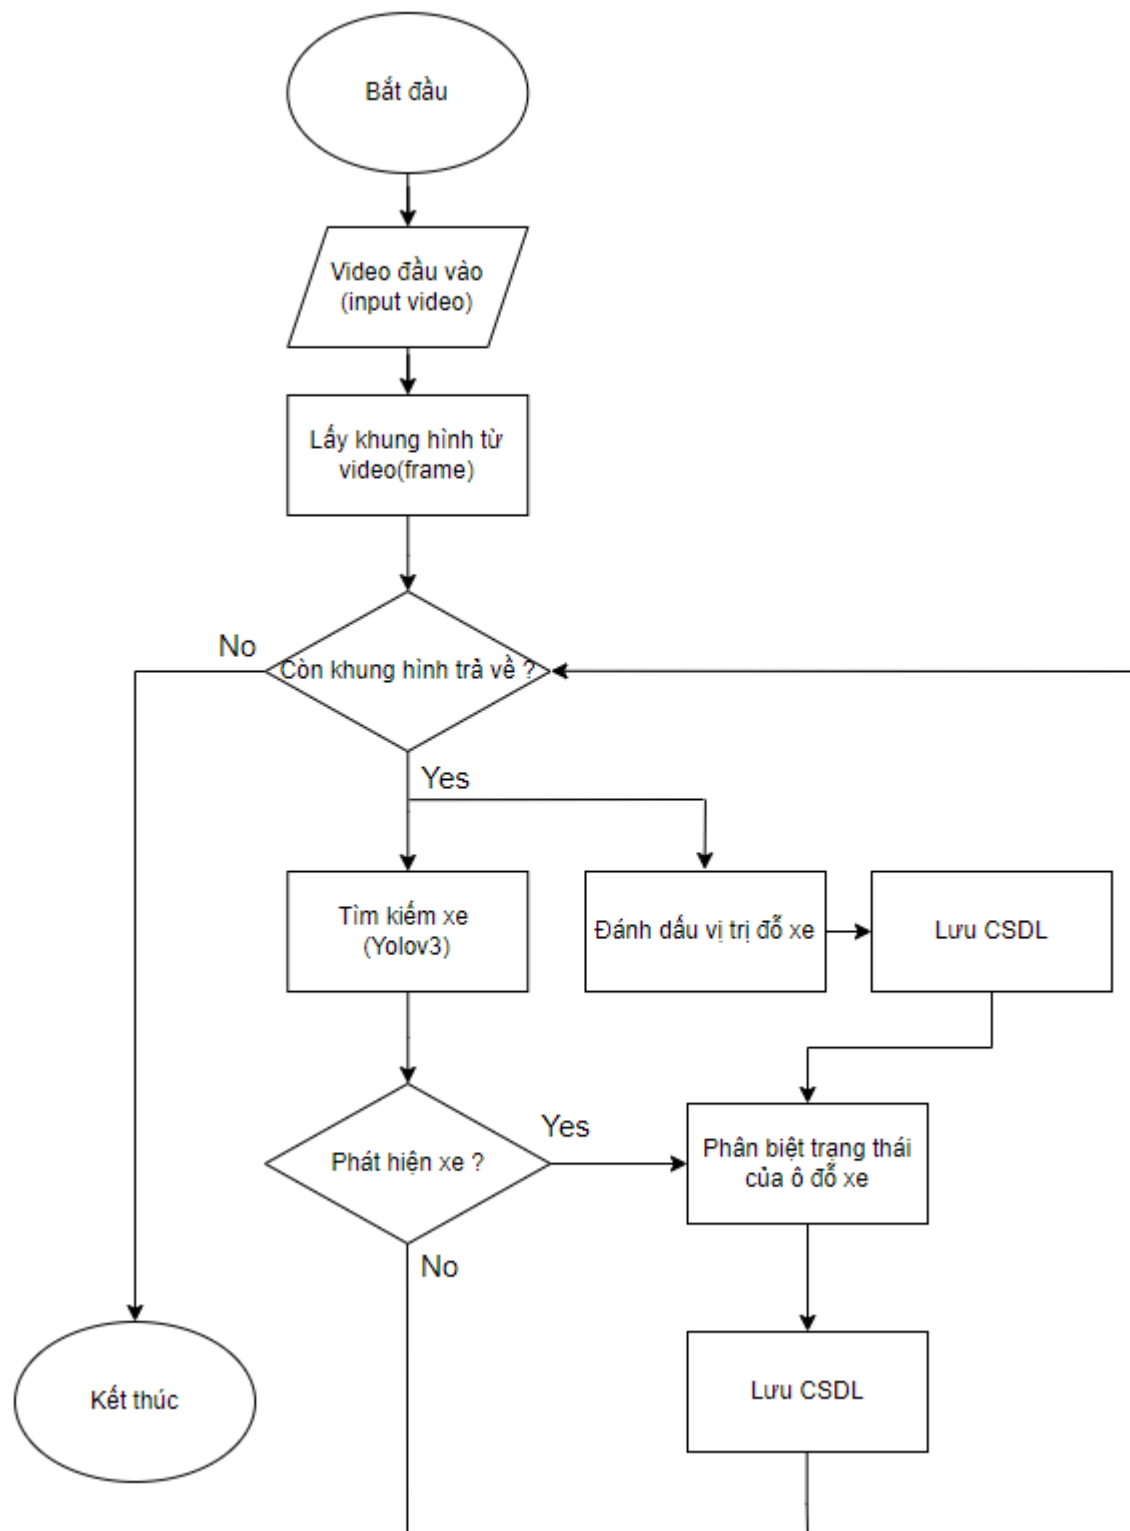 Bắt đầu
Video đầu vào
(input video)
Lấy khung hình từ
video(frame)
No
Còn khung hình trả về ?
Yes
Tìm kiếm xe
(Yolov3)
Đánh dấu vị trị đỗ xe
Lưu CSDL
Phát hiện xe ?
Yes
Phân biệt trạng thái
của ô đỗ xe
No
Kết thúc
Lưu CSDL